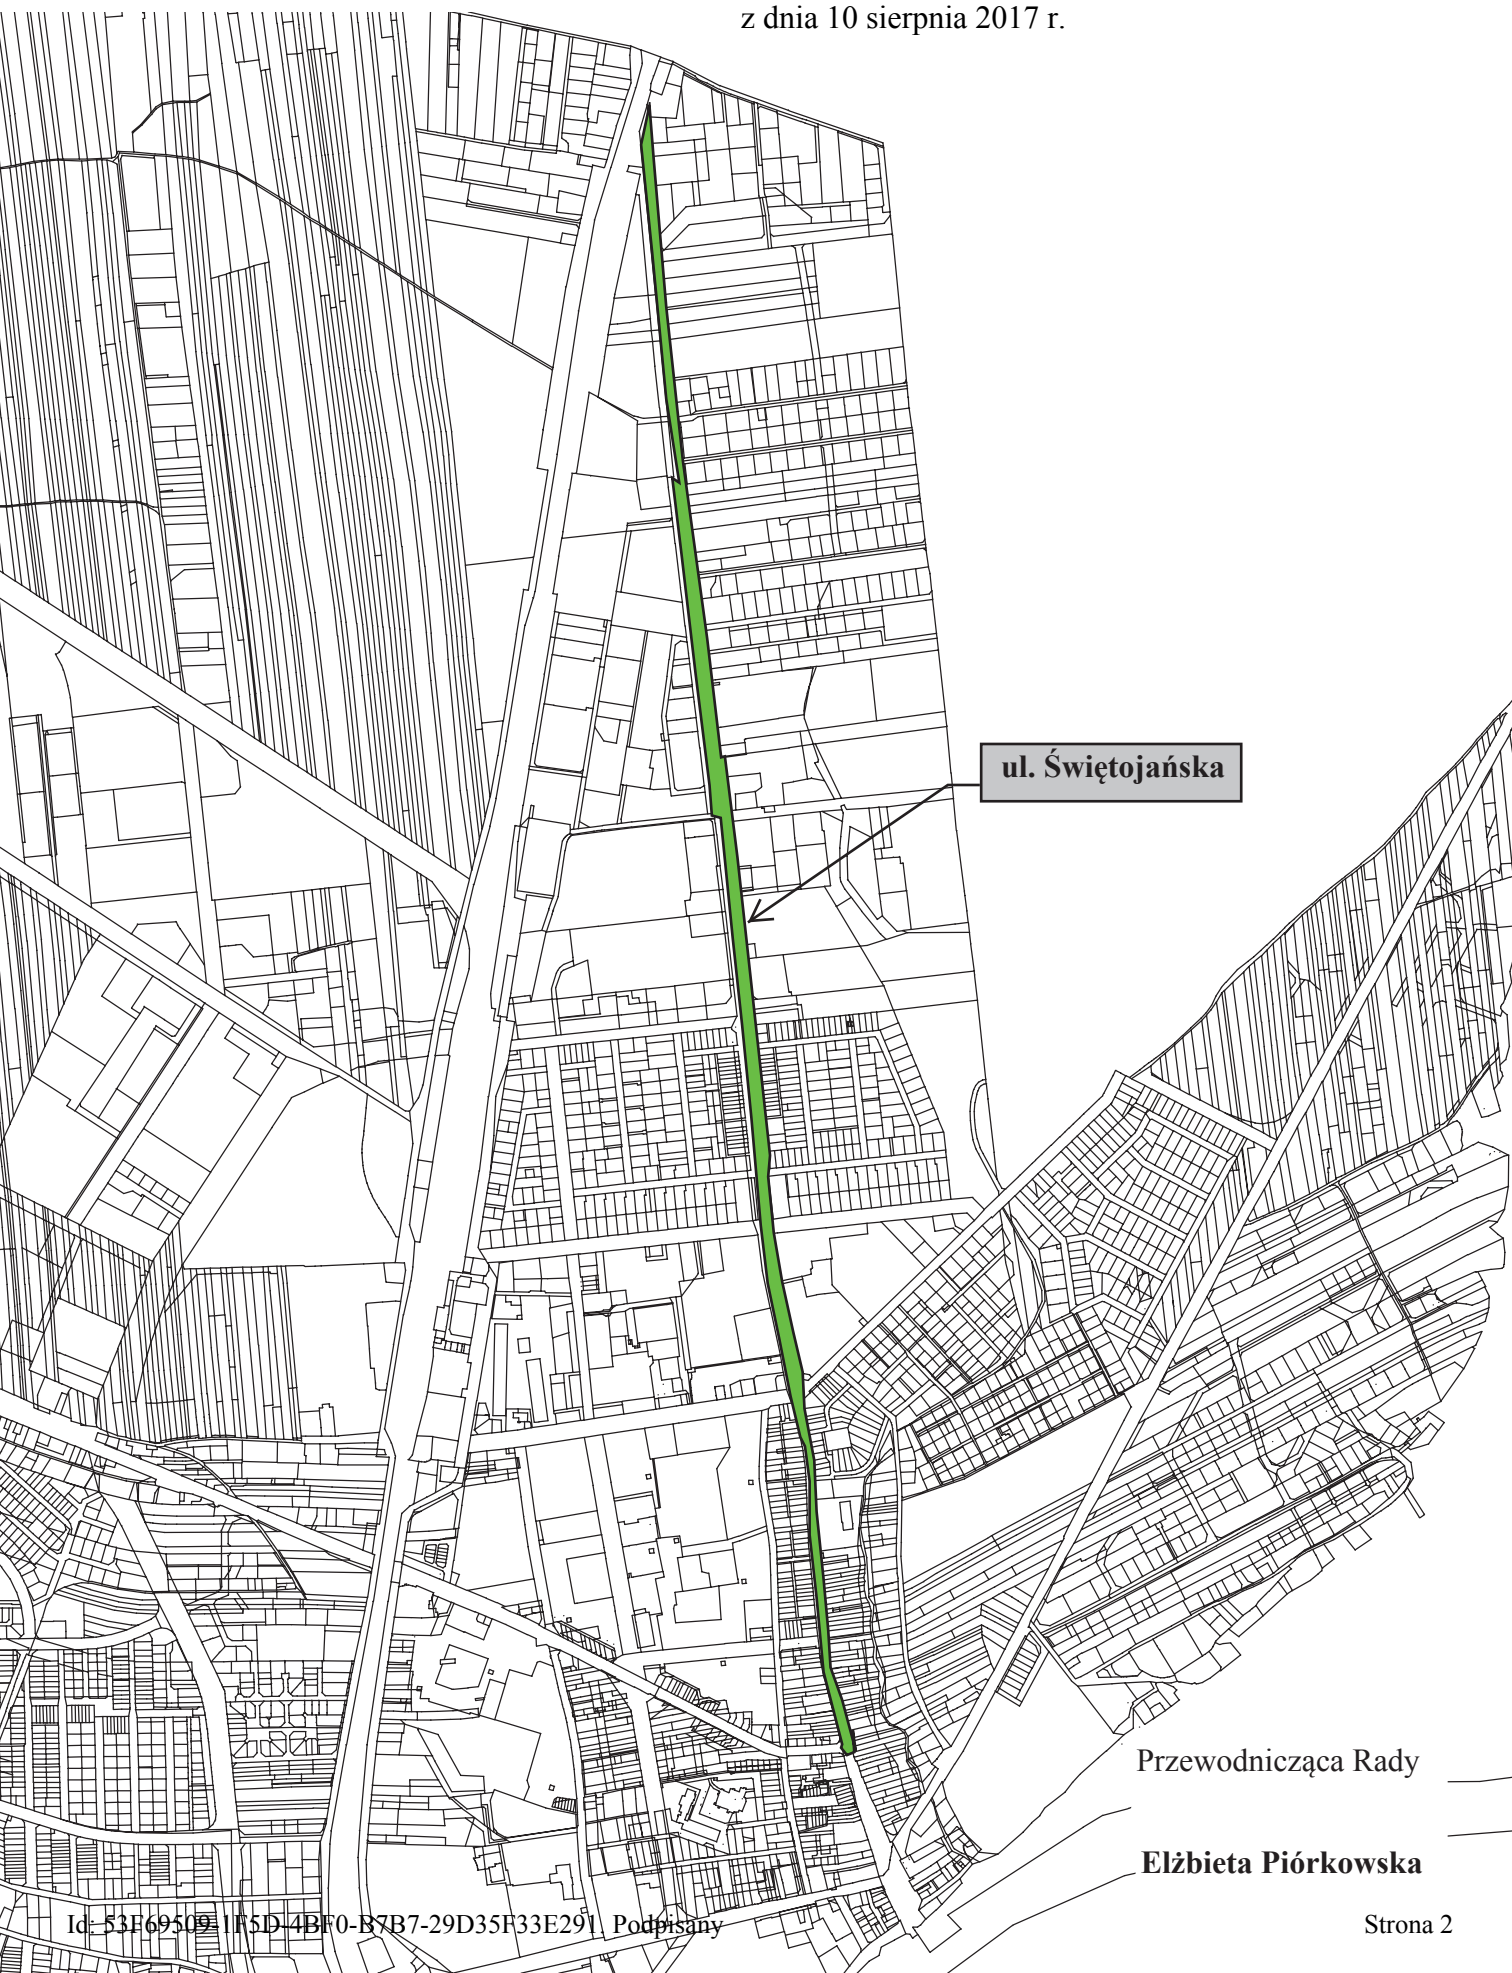 z dnia 10 sierpnia 2017 r.
ul. Świętojańska
Przewodnicząca Rady
Elżbieta Piórkowska
Id: 53F69509-1F5D-4BF0-B7B7-29D35F33E291. Podpisany
Strona 2